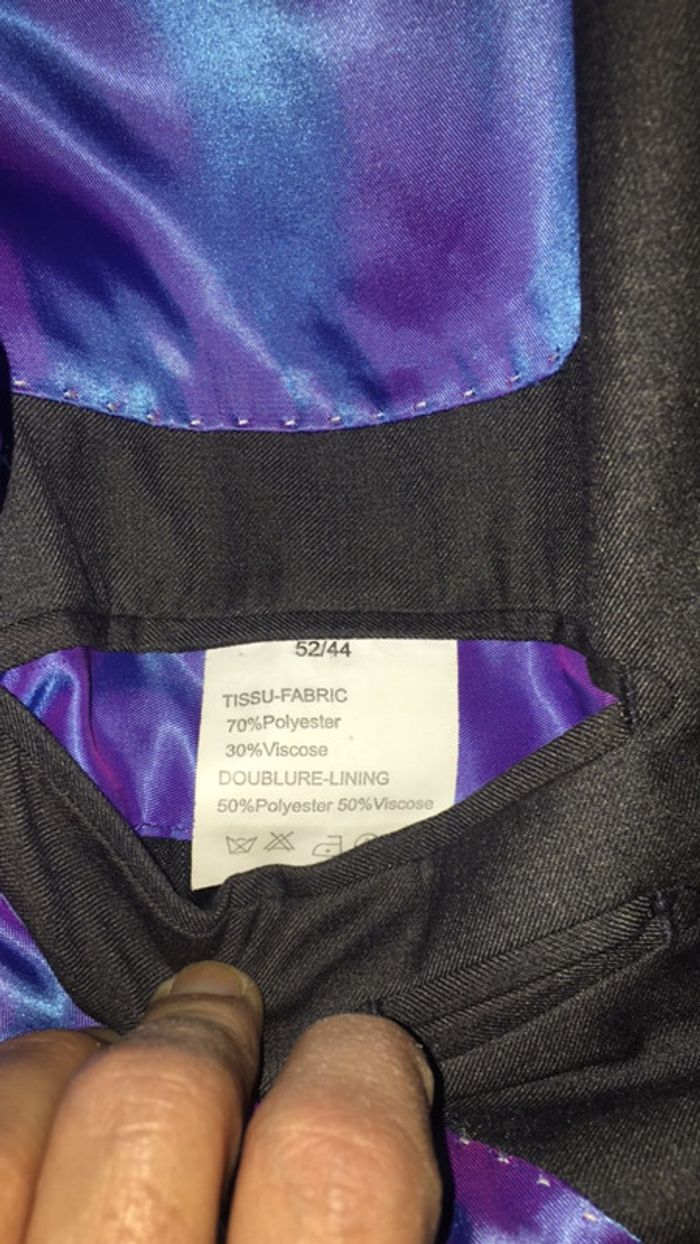 52/44
TISSU-FABRIC
70%Polyester
30%Viscose
DOUBLURE-LINING
50%Polyester 50%Viscose